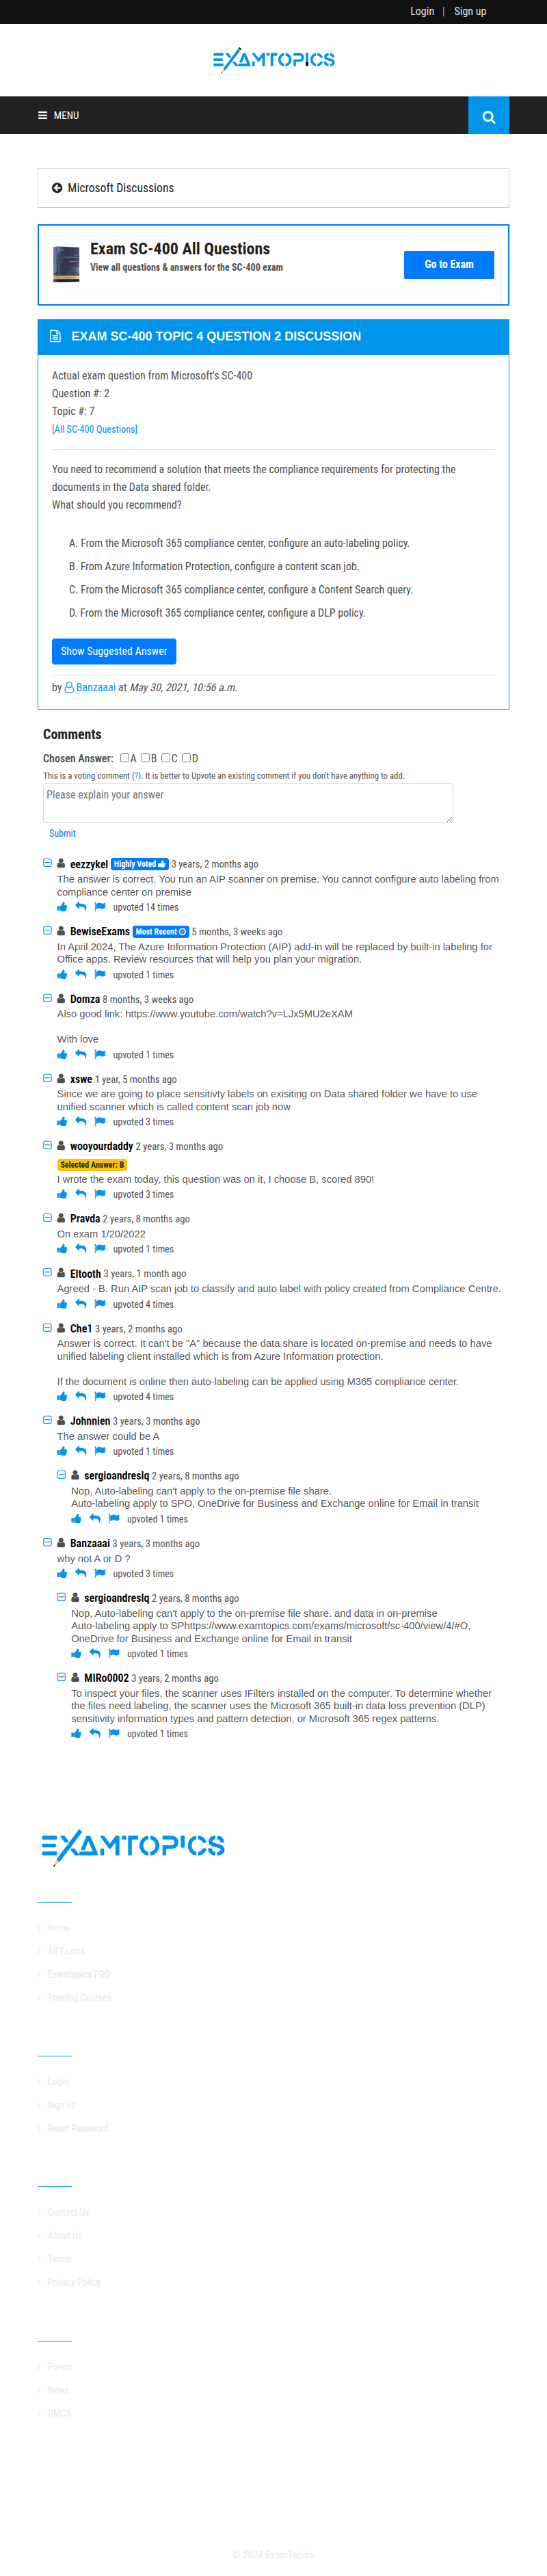 Login | Sign up
EXAMTOPICS
MENU
Microsoft Discussions
Exam SC-400 All Questions
View all questions & answers for the SC-400 exam
Go to Exam
EXAM SC-400 TOPIC 4 QUESTION 2 DISCUSSION
Actual exam question from Microsoft's SC-400
Question #: 2
Topic #: 7
[All SC-400 Questions]
You need to recommend a solution that meets the compliance requirements for protecting the
documents in the Data shared folder.
What should you recommend?
A. From the Microsoft 365 compliance center, configure an auto-labeling policy.
B. From Azure Information Protection, configure a content scan job.
C. From the Microsoft 365 compliance center, configure a Content Search query.
D. From the Microsoft 365 compliance center, configure a DLP policy.
Show Suggested Answer
by Banzaaai at May 30, 2021, 10:56 a.m.
Comments
Chosen Answer: A B C D
This is a voting comment (?). It is better to Upvote an existing comment if you don't have anything to add.
Please explain your answer
Submit
eezzykel Highly Voted 3 years, 2 months ago
The answer is correct. You run an AIP scanner on premise. You cannot configure auto labeling from
compliance center on premise
upvoted 14 times
BewiseExams Most Recent 5 months, 3 weeks ago
In April 2024, The Azure Information Protection (AIP) add-in will be replaced by built-in labeling for
Office apps. Review resources that will help you plan your migration.
upvoted 1 times
Domza 8 months, 3 weeks ago
Also good link: https://www.youtube.com/watch?v=LJx5MU2eXAM
With love
upvoted 1 times
xswe 1 year, 5 months ago
Since we are going to place sensitivty labels on exisiting on Data shared folder we have to use
unified scanner which is called content scan job now
upvoted 3 times
wooyourdaddy 2 years, 3 months ago
Selected Answer: B
I wrote the exam today, this question was on it, I choose B, scored 890!
upvoted 3 times
Pravda 2 years, 8 months ago
On exam 1/20/2022
upvoted 1 times
Eltooth 3 years, 1 month ago
Agreed - B. Run AIP scan job to classify and auto label with policy created from Compliance Centre.
upvoted 4 times
Che1 3 years, 2 months ago
Answer is correct. It can't be "A" because the data share is located on-premise and needs to have
unified labeling client installed which is from Azure Information protection.
If the document is online then auto-labeling can be applied using M365 compliance center.
upvoted 4 times
Johnnien 3 years, 3 months ago
The answer could be A
upvoted 1 times
sergioandreslq 2 years, 8 months ago
Nop, Auto-labeling can't apply to the on-premise file share.
Auto-labeling apply to SPO, OneDrive for Business and Exchange online for Email in transit
upvoted 1 times
Banzaaai 3 years, 3 months ago
why not A or D ?
upvoted 3 times
sergioandreslq 2 years, 8 months ago
Nop, Auto-labeling can't apply to the on-premise file share. and data in on-premise
Auto-labeling apply to SPhttps://www.examtopics.com/exams/microsoft/sc-400/view/4/#O,
OneDrive for Business and Exchange online for Email in transit
upvoted 1 times
MIRo0002 3 years, 2 months ago
To inspect your files, the scanner uses IFilters installed on the computer. To determine whether
the files need labeling, the scanner uses the Microsoft 365 built-in data loss prevention (DLP)
sensitivity information types and pattern detection, or Microsoft 365 regex patterns.
upvoted 1 times
EXAMTOPICS
Home
All Exams
Examtopics PRO
Training Courses
Login
Sign up
Reset Password
Contact Us
About Us
Terms
Privacy Policy
Forum
News
DMCA
© 2024 ExamTopics